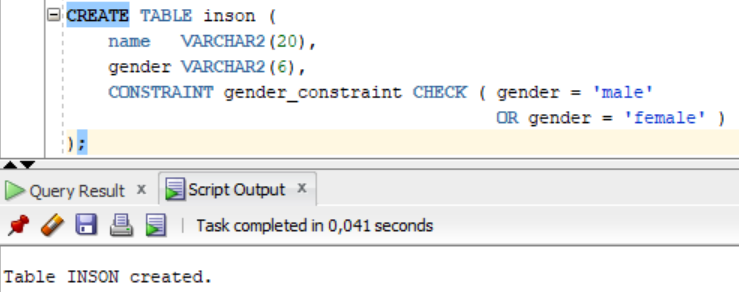 CREATE TABLE inson (
name VARCHAR2(20),
gender VARCHAR2(6),
CONSTRAINT gender_constraint CHECK ( gender = 'male'
OR gender = 'female' )
);
Query Result x Script Output x
Task completed in 0,041 seconds
Table INSON created.